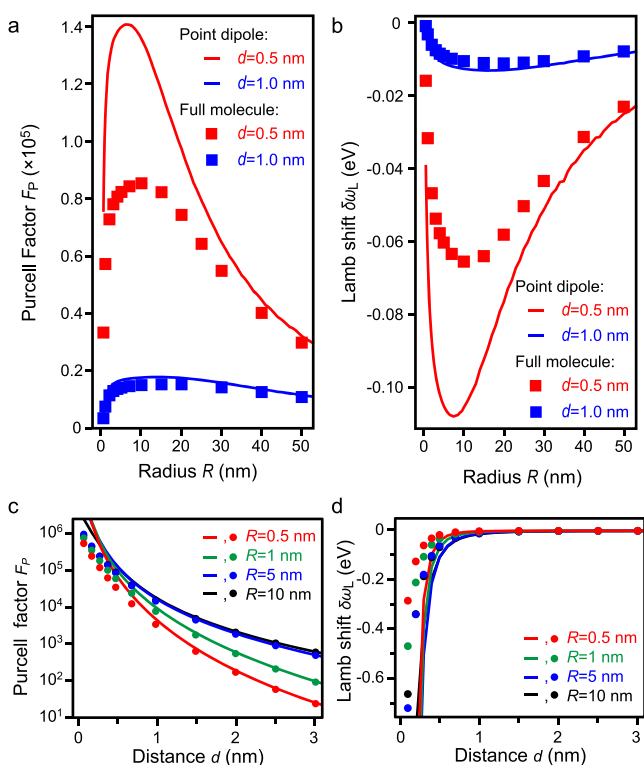 a
Purcell Factor F_P (×10⁵)
1.4
1.2
1.0
0.8
0.6
0.4
0.2
0
Point dipole:
d=0.5 nm
d=1.0 nm
Full molecule:
d=0.5 nm
d=1.0 nm
0 10 20 30 40 50
Radius R (nm)
b
Lamb shift δω_L (eV)
0
-0.02
-0.04
-0.06
-0.08
-0.10
Point dipole:
d=0.5 nm
d=1.0 nm
Full molecule:
d=0.5 nm
d=1.0 nm
0 10 20 30 40 50
Radius R (nm)
c
Purcell factor F_P
10⁶
10⁵
10⁴
10³
10²
10¹
, R=0.5 nm
, R=1 nm
, R=5 nm
, R=10 nm
0 1 2 3
Distance d (nm)
d
Lamb shift δω_L (eV)
0
-0.2
-0.4
-0.6
, R=0.5 nm
, R=1 nm
, R=5 nm
, R=10 nm
0 1 2 3
Distance d (nm)